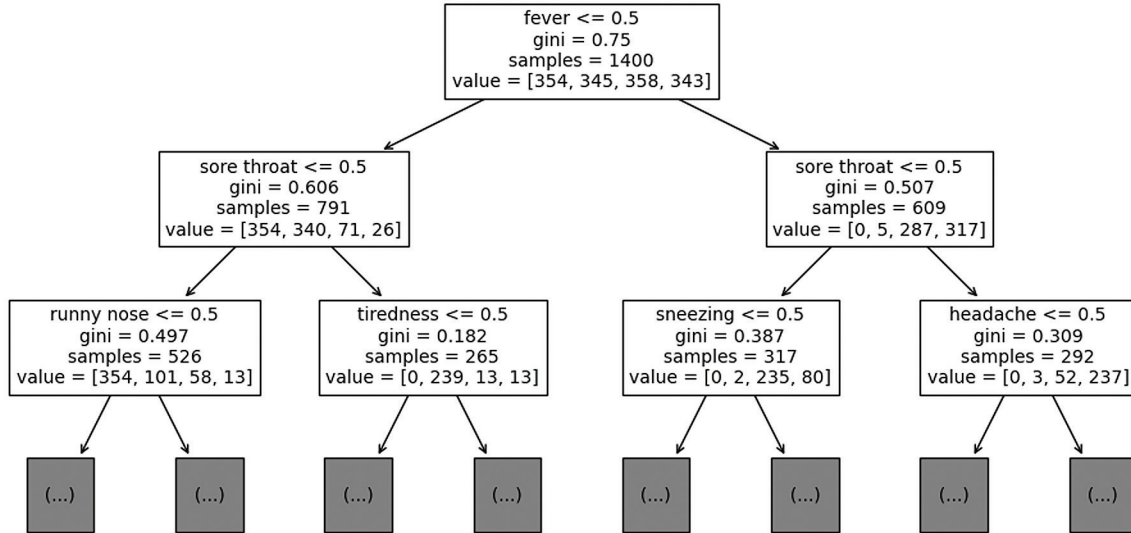 fever <= 0.5
gini = 0.75
samples = 1400
value = [354, 345, 358, 343]
sore throat <= 0.5
gini = 0.606
samples = 791
value = [354, 340, 71, 26]
sore throat <= 0.5
gini = 0.507
samples = 609
value = [0, 5, 287, 317]
runny nose <= 0.5
gini = 0.497
samples = 526
value = [354, 101, 58, 13]
tiredness <= 0.5
gini = 0.182
samples = 265
value = [0, 239, 13, 13]
sneezing <= 0.5
gini = 0.387
samples = 317
value = [0, 2, 235, 80]
headache <= 0.5
gini = 0.309
samples = 292
value = [0, 3, 52, 237]
(...)
(...)
(...)
(...)
(...)
(...)
(...)
(...)